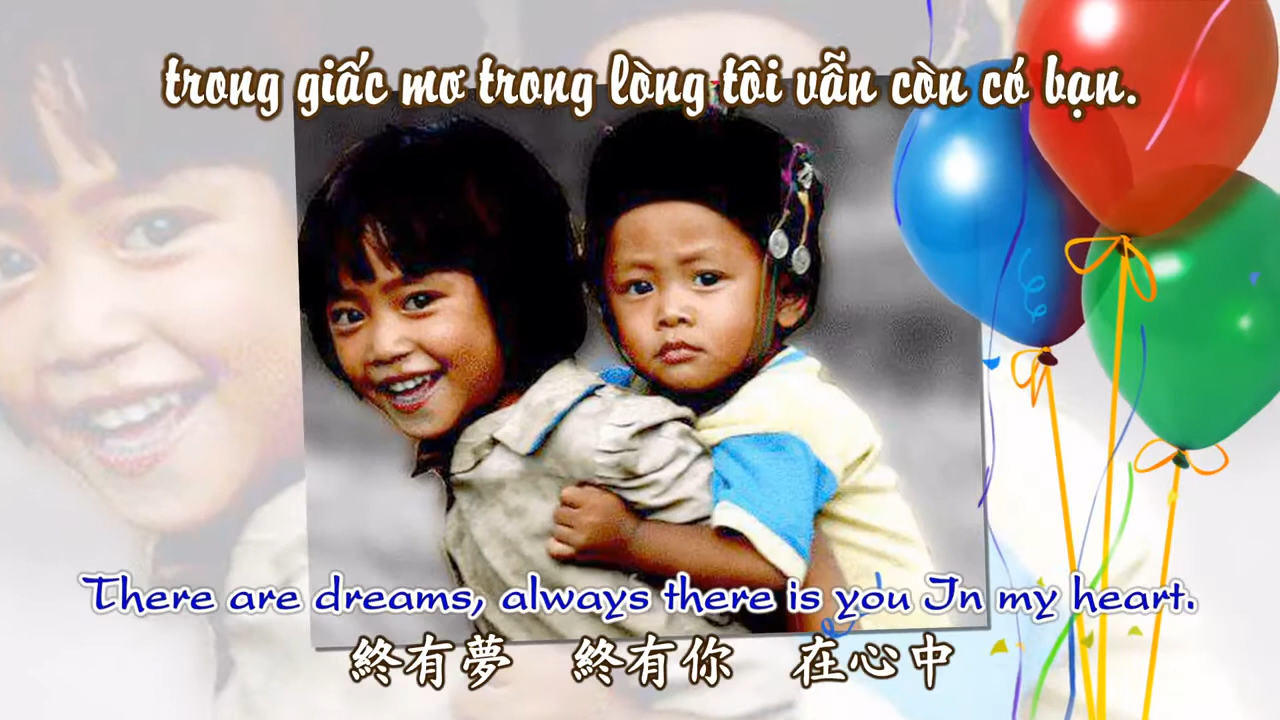 trong giấc mơ trong lòng tôi vẫn còn có bạn.
There are dreams, always there is you In my heart.
終有夢 終有你 在心中